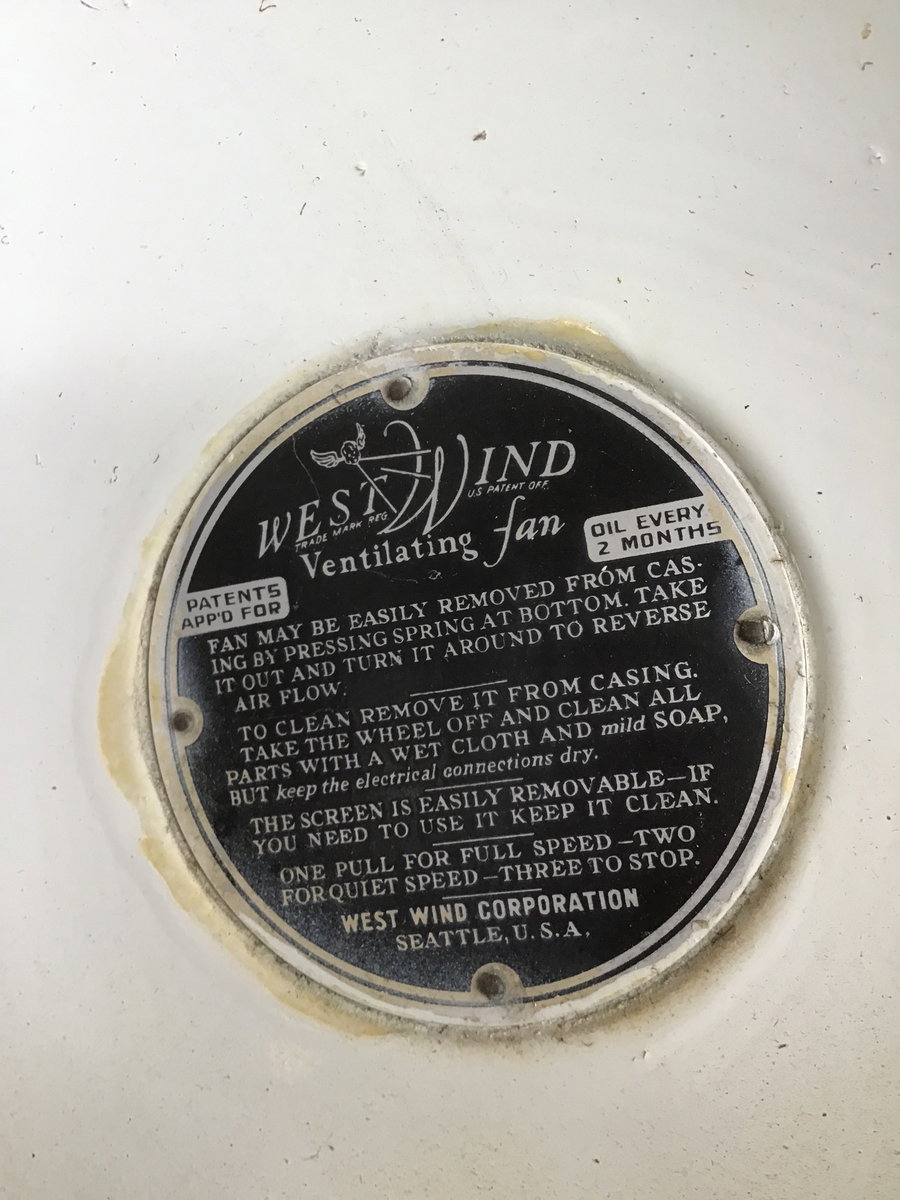 WEST WIND
TRADE MARK REG. U.S. PATENT OFF.
Ventilating fan
OIL EVERY
2 MONTHS
PATENTS
APP'D FOR
FAN MAY BE EASILY REMOVED FROM CAS-
ING BY PRESSING SPRING AT BOTTOM. TAKE
IT OUT AND TURN IT AROUND TO REVERSE
AIR FLOW.
TO CLEAN REMOVE IT FROM CASING.
TAKE THE WHEEL OFF AND CLEAN ALL
PARTS WITH A WET CLOTH AND mild SOAP,
BUT keep the electrical connections dry.
THE SCREEN IS EASILY REMOVABLE—IF
YOU NEED TO USE IT KEEP IT CLEAN.
ONE PULL FOR FULL SPEED—TWO
FOR QUIET SPEED—THREE TO STOP.
WEST WIND CORPORATION
SEATTLE, U.S.A.